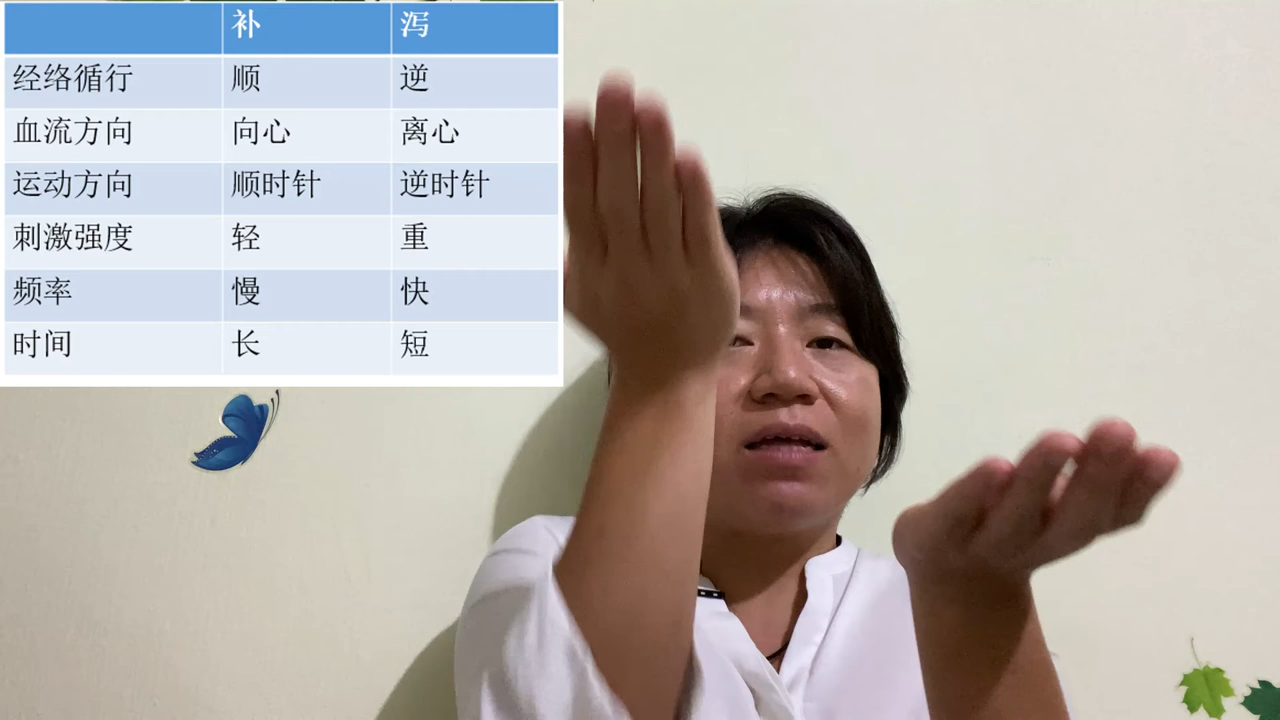 补 泻
经络循行 顺 逆
血流方向 向心 离心
运动方向 顺时针 逆时针
刺激强度 轻 重
频率 慢 快
时间 长 短